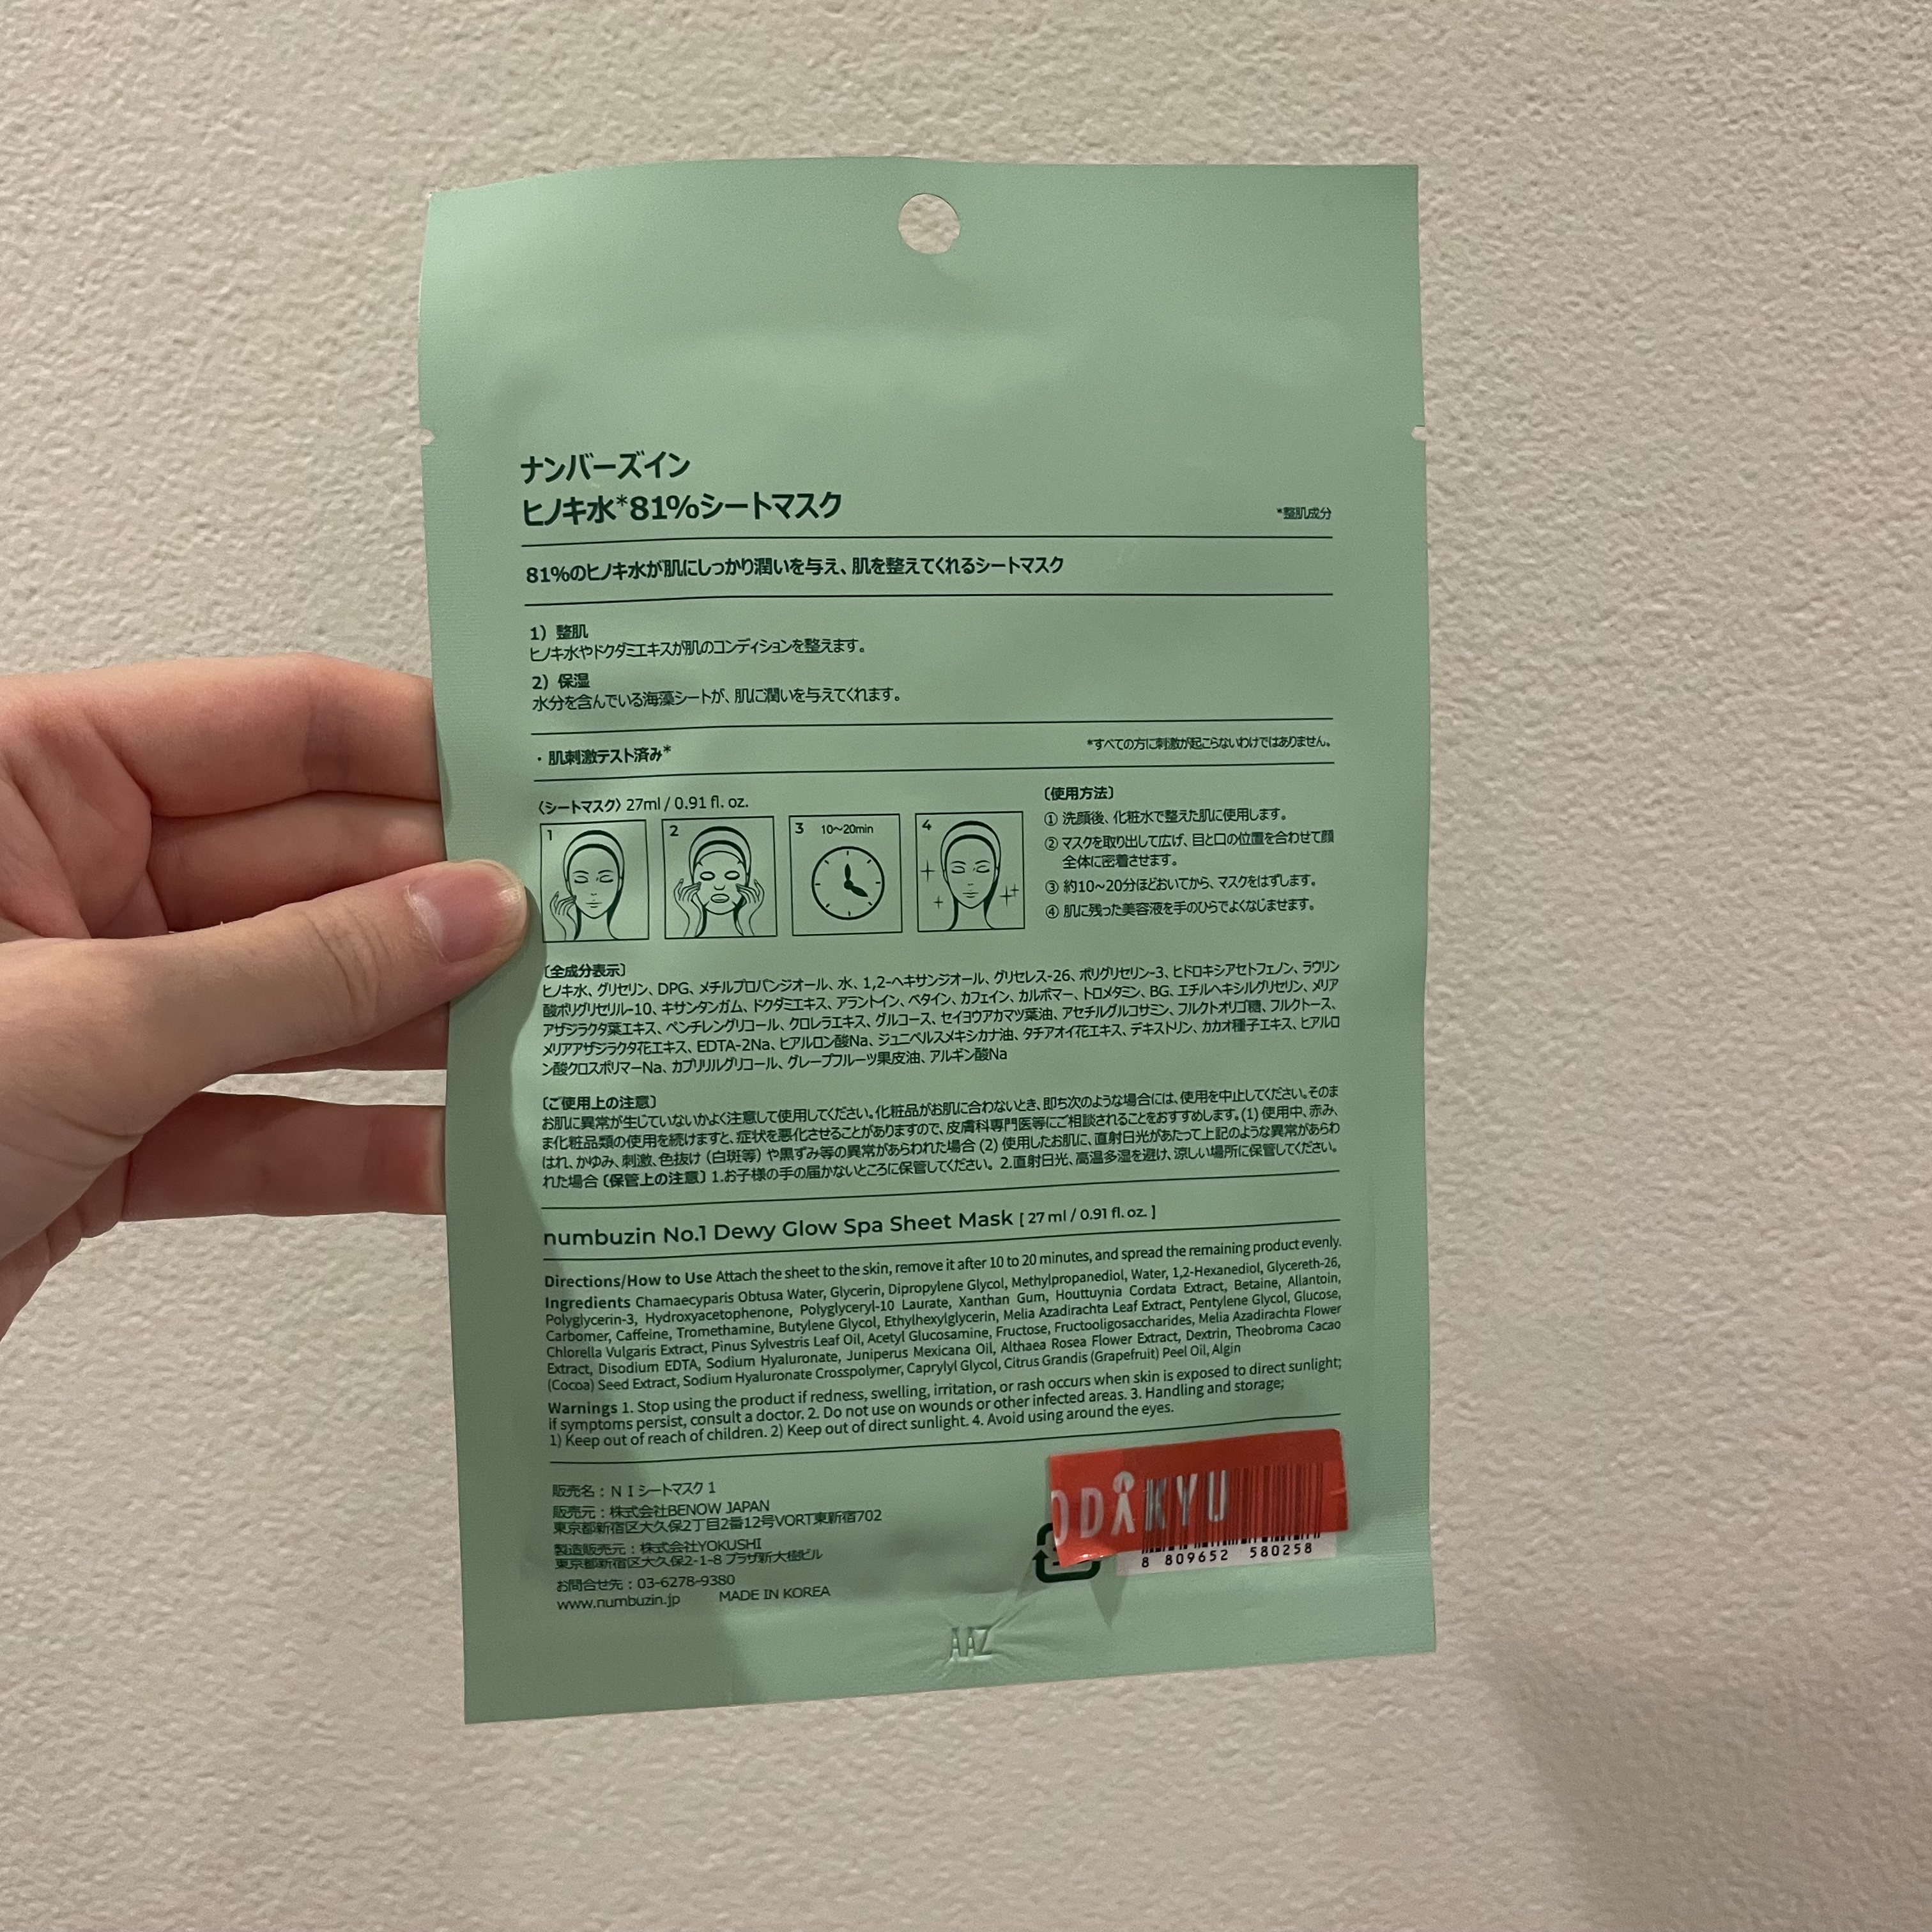 ナンバーズイン
ヒノキ水*81%シートマスク
*整肌成分
81%のヒノキ水が肌にしっかり潤いを与え、肌を整えてくれるシートマスク
1）整肌
ヒノキ水やドクダミエキスが肌のコンディションを整えます。
2）保湿
水分を含んでいる海藻シートが、肌に潤いを与えてくれます。
・肌刺激テスト済み*
*すべての方に刺激が起こらないわけではありません。
〈シートマスク〉27ml / 0.91 fl. oz.
1
2
3 10～20min
4
〔使用方法〕
① 洗顔後、化粧水で整えた肌に使用します。
② マスクを取り出して広げ、目と口の位置を合わせて顔
全体に密着させます。
③ 約10～20分ほどおいてから、マスクをはずします。
④ 肌に残った美容液を手のひらでよくなじませます。
〔全成分表示〕
ヒノキ水、グリセリン、DPG、メチルプロパンジオール、水、1,2-ヘキサンジオール、グリセレス-26、ポリグリセリン-3、ヒドロキシアセトフェノン、ラウリン
酸ポリグリセリル-10、キサンタンガム、ドクダミエキス、アラントイン、ベタイン、カフェイン、カルボマー、トロメタミン、BG、エチルヘキシルグリセリン、メリア
アザジラクタ葉エキス、ペンチレングリコール、クロレラエキス、グルコース、セイヨウアカマツ葉油、アセチルグルコサミン、フルクトオリゴ糖、フルクトース、
メリアアザジラクタ花エキス、EDTA-2Na、ヒアルロン酸Na、ジュニペルスメキシカナ油、タチアオイ花エキス、デキストリン、カカオ種子エキス、ヒアルロ
ン酸クロスポリマーNa、カプリリルグリコール、グレープフルーツ果皮油、アルギン酸Na
〔ご使用上の注意〕
お肌に異常が生じていないかよく注意して使用してください。化粧品がお肌に合わないとき、即ち次のような場合には、使用を中止してください。そのま
ま化粧品類の使用を続けますと、症状を悪化させることがありますので、皮膚科専門医等にご相談されることをおすすめします。(1) 使用中、赤み、
はれ、かゆみ、刺激、色抜け（白斑等）や黒ずみ等の異常があらわれた場合 (2) 使用したお肌に、直射日光があたって上記のような異常があらわ
れた場合〔保管上の注意〕1.お子様の手の届かないところに保管してください。 2.直射日光、高温多湿を避け、涼しい場所に保管してください。
numbuzin No.1 Dewy Glow Spa Sheet Mask [ 27 ml / 0.91 fl. oz. ]
Directions/How to Use Attach the sheet to the skin, remove it after 10 to 20 minutes, and spread the remaining product evenly.
Ingredients Chamaecyparis Obtusa Water, Glycerin, Dipropylene Glycol, Methylpropanediol, Water, 1,2-Hexanediol, Glycereth-26,
Polyglycerin-3, Hydroxyacetophenone, Polyglyceryl-10 Laurate, Xanthan Gum, Houttuynia Cordata Extract, Betaine, Allantoin,
Carbomer, Caffeine, Tromethamine, Butylene Glycol, Ethylhexylglycerin, Melia Azadirachta Leaf Extract, Pentylene Glycol, Glucose,
Chlorella Vulgaris Extract, Pinus Sylvestris Leaf Oil, Acetyl Glucosamine, Fructose, Fructooligosaccharides, Melia Azadirachta Flower
Extract, Disodium EDTA, Sodium Hyaluronate, Juniperus Mexicana Oil, Althaea Rosea Flower Extract, Dextrin, Theobroma Cacao
(Cocoa) Seed Extract, Sodium Hyaluronate Crosspolymer, Caprylyl Glycol, Citrus Grandis (Grapefruit) Peel Oil, Algin
Warnings 1. Stop using the product if redness, swelling, irritation, or rash occurs when skin is exposed to direct sunlight;
if symptoms persist, consult a doctor. 2. Do not use on wounds or other infected areas. 3. Handling and storage;
1) Keep out of reach of children. 2) Keep out of direct sunlight. 4. Avoid using around the eyes.
販売名：N I シートマスク 1
販売元：株式会社BENOW JAPAN
東京都新宿区大久保2丁目2番12号VORT東新宿702
製造販売元：株式会社YOKUSHI
東京都新宿区大久保2-1-8 プラザ新大樹ビル
お問合せ先：03-6278-9380
www.numbuzin.jp MADE IN KOREA
ODAKYU
8 809652 580258
AAZ